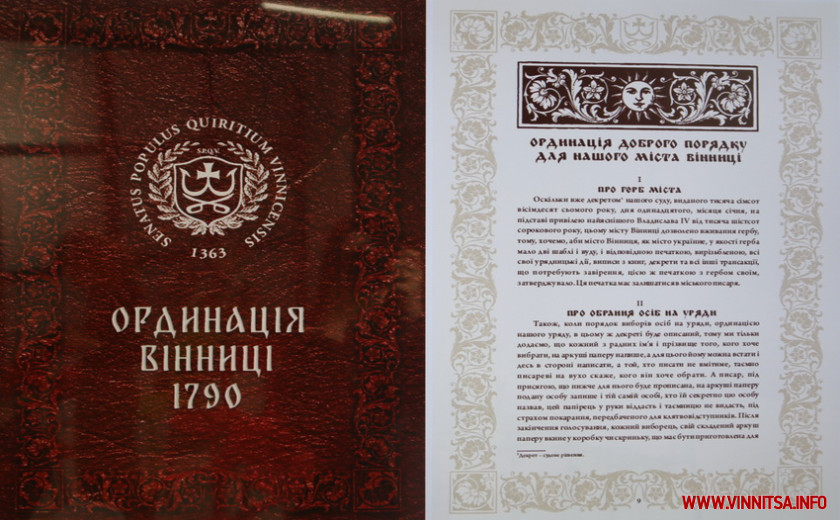 SENATUS POPULUS QUIRITIUM VINNICENSIS
S.P.Q.V.
1363
ОРДИНАЦІЯ
ВІННИЦІ
1790
ОРДИНАЦІЯ ДОБРОГО ПОРЯДКУ
ДЛЯ НАШОГО МІСТА ВІННИЦІ
I
ПРО ГЕРБ МІСТА
Оскільки вже декретом¹ нашого суду, виданого тисяча сімсот
вісімдесят сьомого року, дня одинадцятого, місяця січня, на
підставі привілею найяснішого Владислава IV від тисяча шістсот
сорокового року, цьому місту Вінниці дозволено вживання гербу,
тому, хочемо, аби місто Вінниця, як місто українне, у якості герба
мало дві шаблі і вуду, і відповідною печаткою, вирізьбленою, всі
свої урядницькі дії, виписи з книг, декрети та всі інші трансакції,
що потребують завірення, цією ж печаткою з гербом своїм,
затверджувало. Ця печатка має залишатися в міського писаря.
II
ПРО ОБРАННЯ ОСІБ НА УРЯДИ
Також, коли порядок виборів осіб на уряди, ординацією
нашого уряду, в цьому ж декреті буде описаний, тому ми тільки
додаємо, що кожний з радних ім'я і прізвище того, кого хоче
вибрати, на аркуші паперу напише, а для цього йому можна встати і
десь в стороні написати, а той, хто писати не вмітиме, таємно
писареві на вухо скаже, кого він хоче обрати. А писар, під
присягою, що нижче для нього буде прописана, на аркуші паперу
подану особу запише і тій самій особі, хто їй секретно цю особу
назвав, цей папірець у руки віддасть і таємницю не видасть, під
страхом покарання, передбаченого для клятвовідступників. Після
закінчення голосування, кожний виборець, свій складений аркуш
паперу вкине у коробку чи скриньку, що має бути приготовлена для
¹Декрет – судове рішення.
9
WWW.VINNITSA.INFO